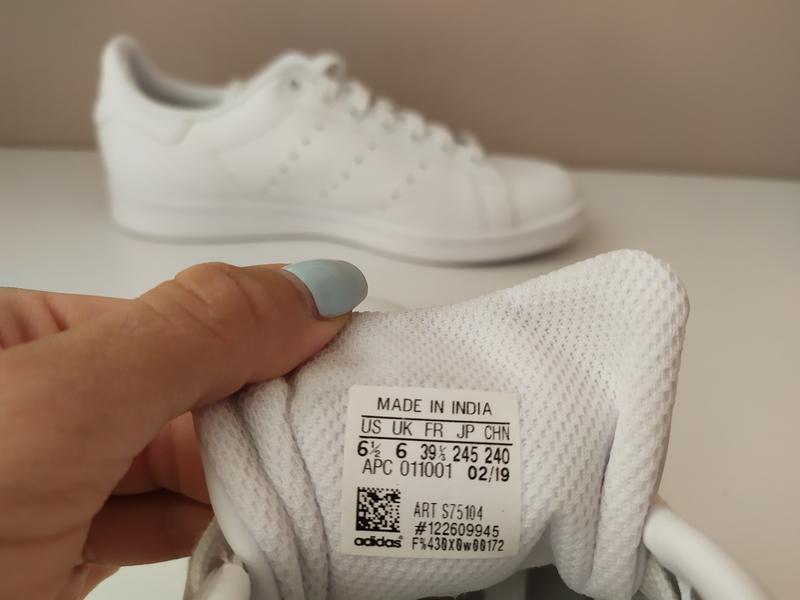 MADE IN INDIA
US UK FR JP CHN
6½ 6 39⅓ 245 240
APC 011001 02/19
ART S75104
#122609945
adidas F%430X0w00172